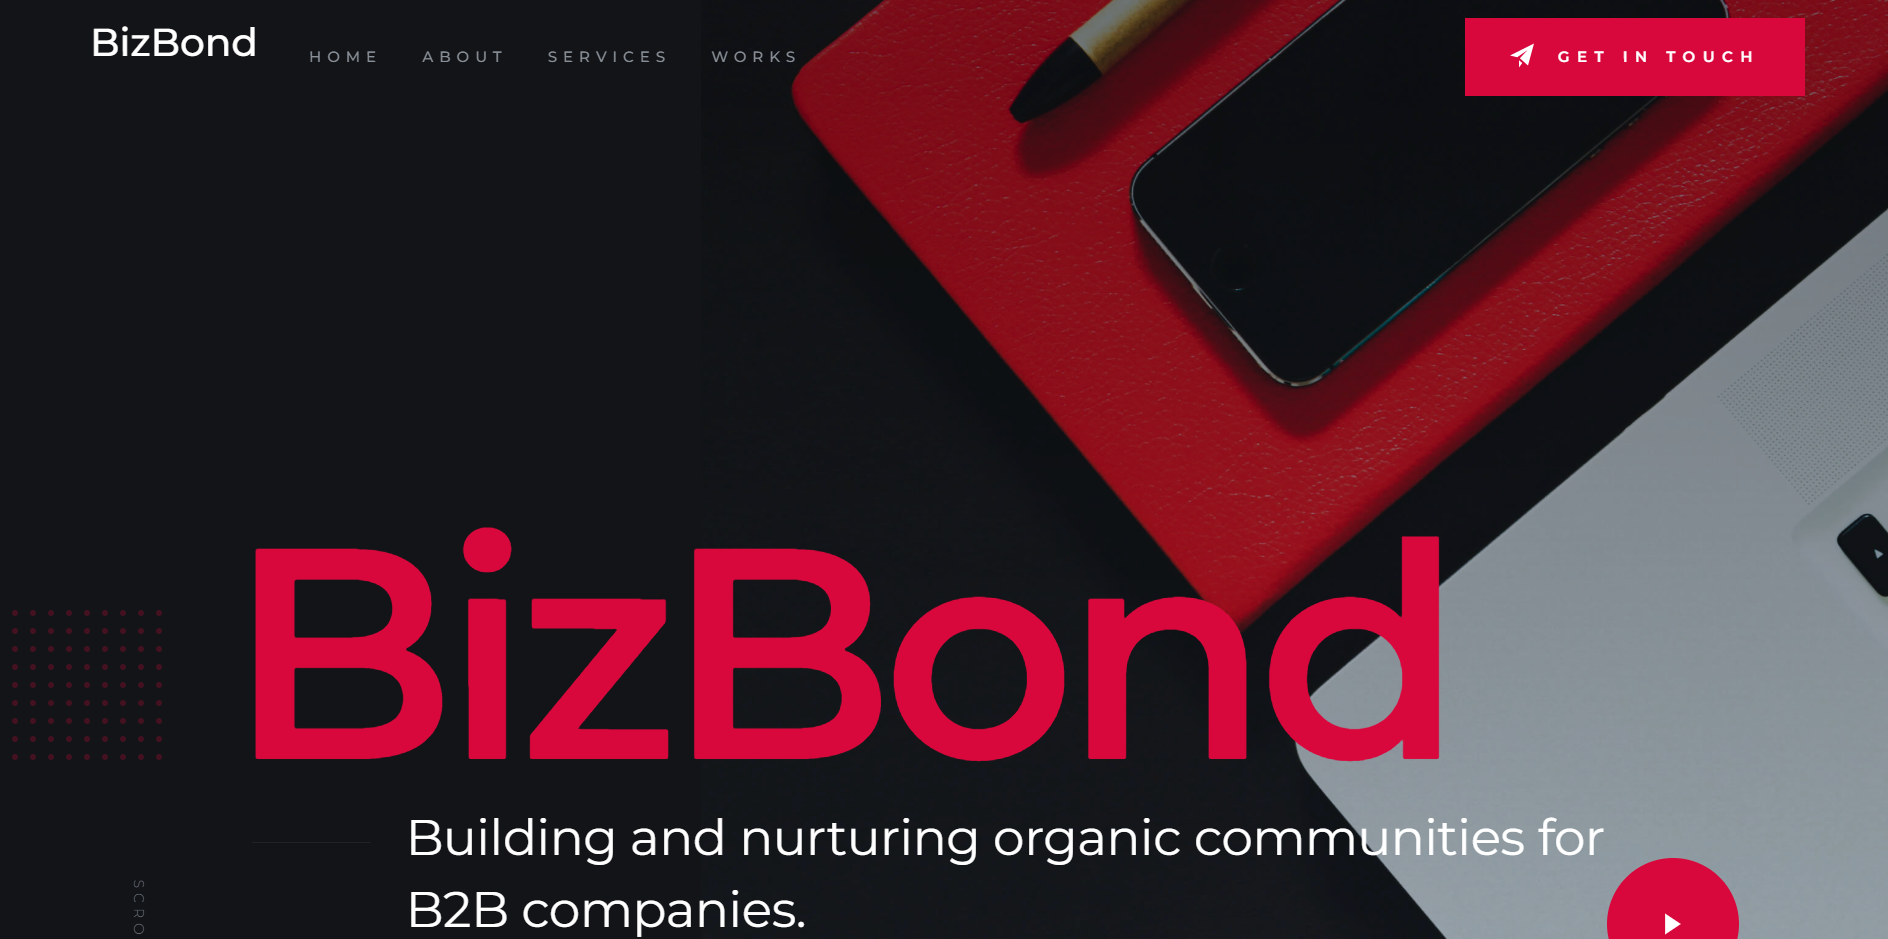 BizBond
HOME ABOUT SERVICES WORKS
GET IN TOUCH
BizBond
Building and nurturing organic communities for
B2B companies.
SCRO